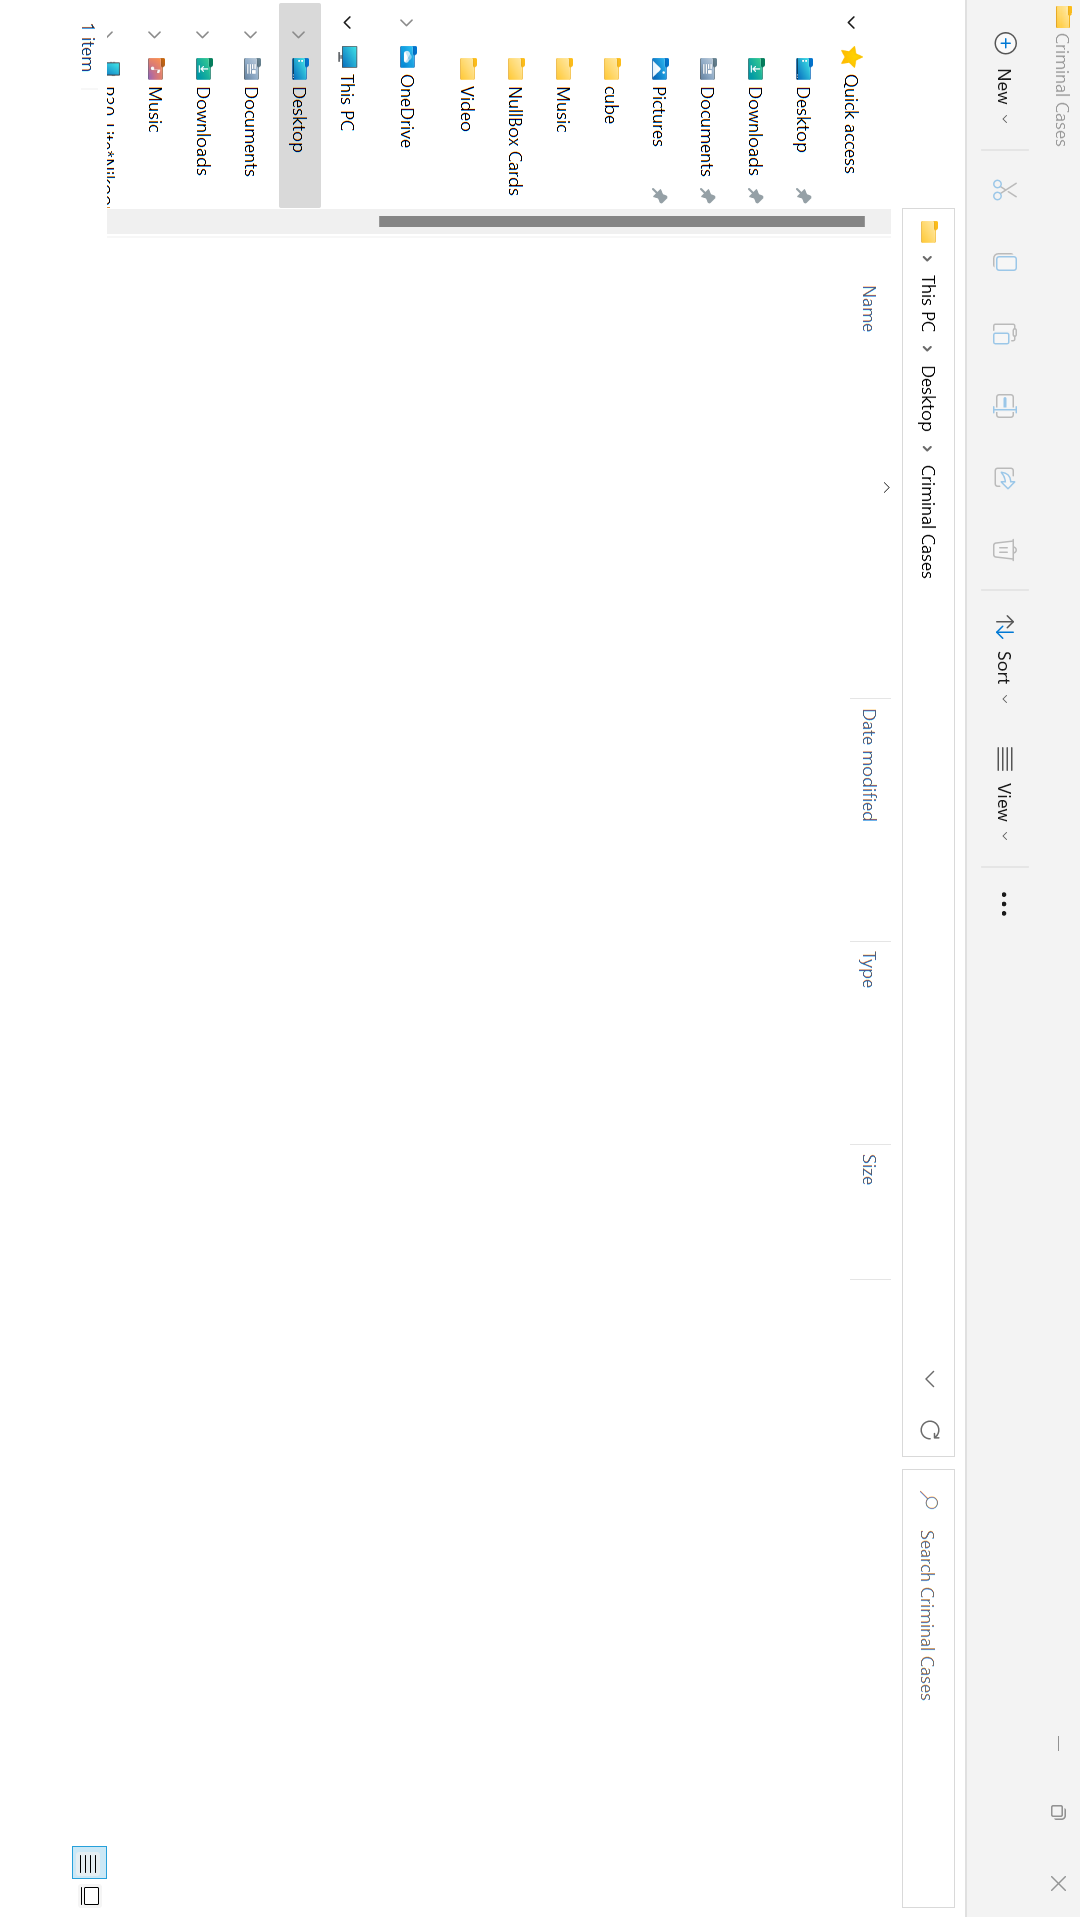 Criminal Cases
New
Sort
View
This PC
Desktop
Criminal Cases
Search Criminal Cases
Name
Date modified
Type
Size
Quick access
Desktop
Downloads
Documents
Pictures
cube
Music
NullBox Cards
Video
OneDrive
This PC
Desktop
Documents
Downloads
Music
1 item